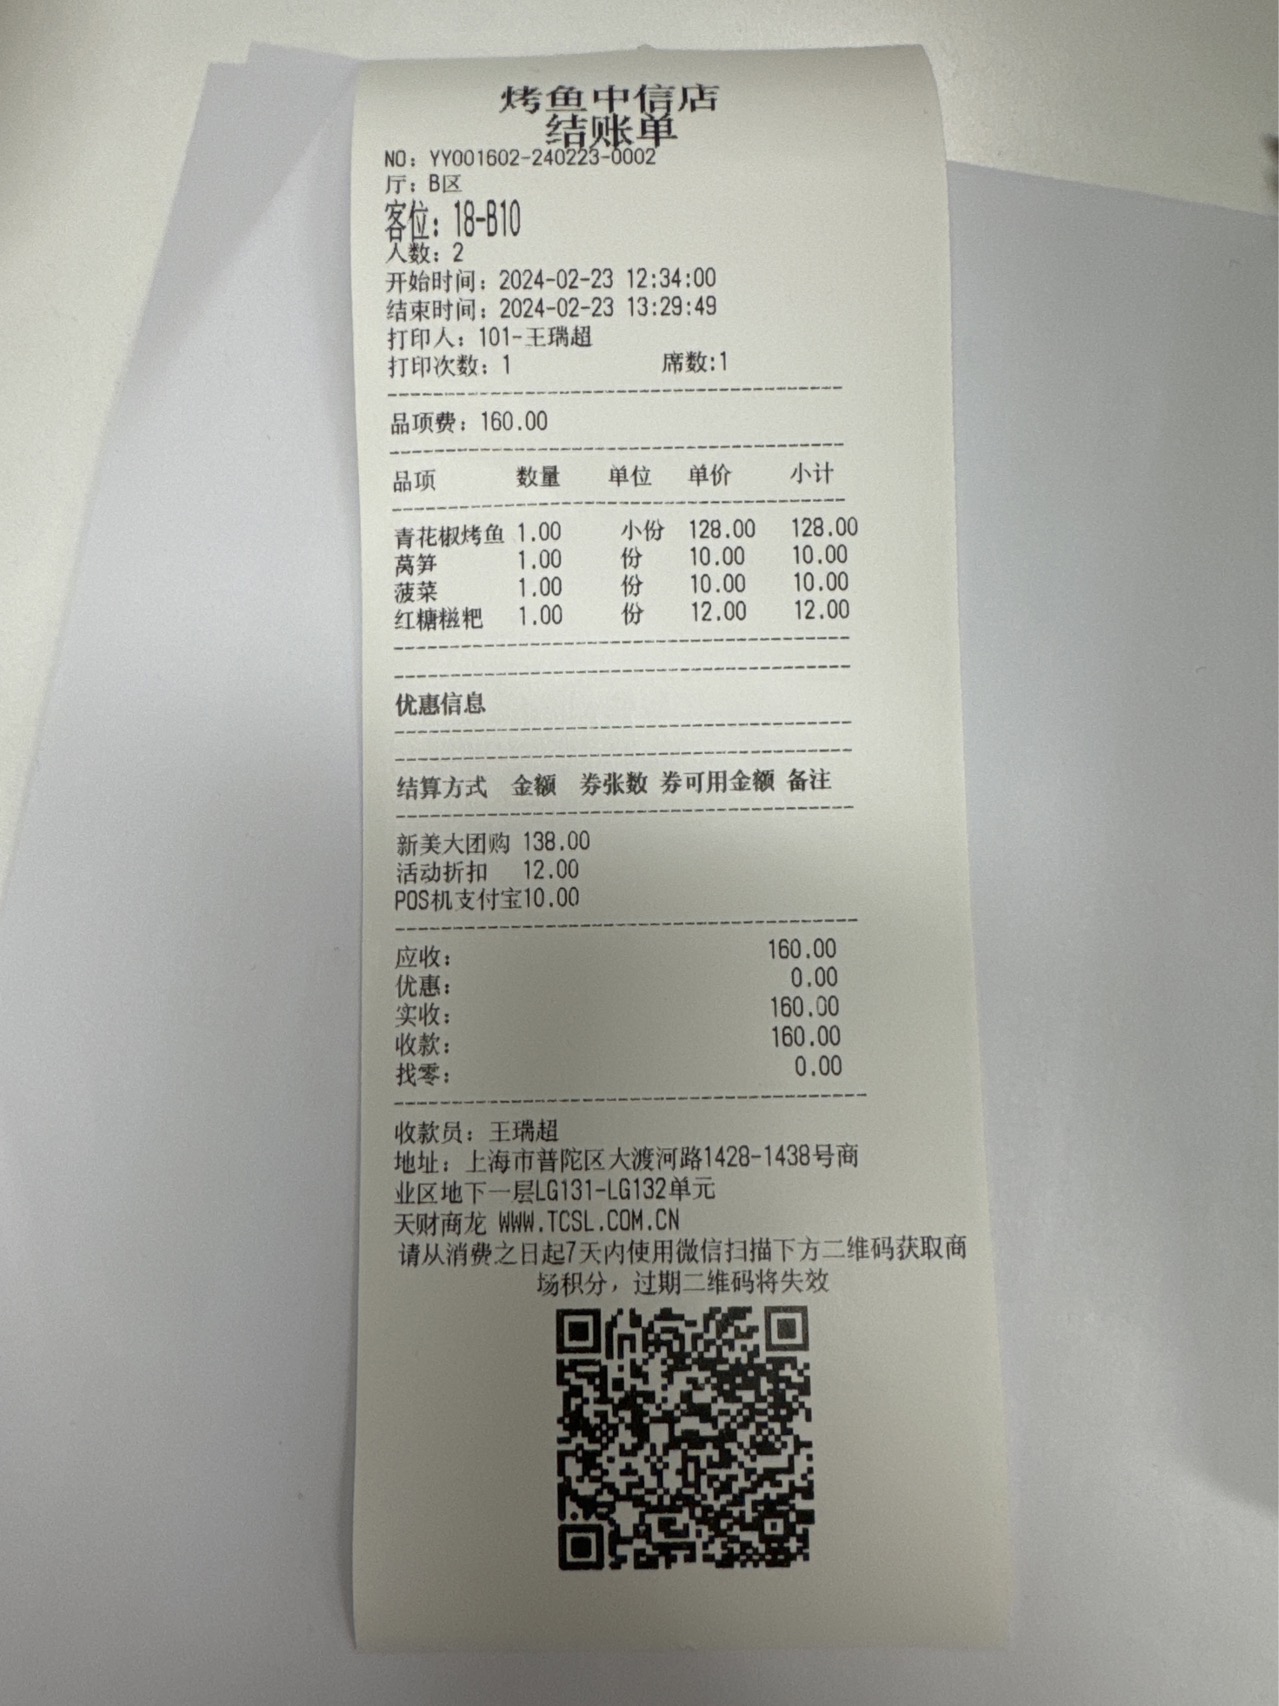 烤鱼中信店
结账单
NO：YY001602-240223-0002
厅：B区
客位：18-B10
人数：2
开始时间：2024-02-23 12:34:00
结束时间：2024-02-23 13:29:49
打印人：101-王瑞超
打印次数：1 席数:1
品项费：160.00
品项 数量 单位 单价 小计
青花椒烤鱼 1.00 小份 128.00 128.00
莴笋 1.00 份 10.00 10.00
菠菜 1.00 份 10.00 10.00
红糖糍粑 1.00 份 12.00 12.00
优惠信息
结算方式 金额 券张数 券可用金额 备注
新美大团购 138.00
活动折扣 12.00
POS机支付宝10.00
应收： 160.00
优惠： 0.00
实收： 160.00
收款： 160.00
找零： 0.00
收款员：王瑞超
地址：上海市普陀区大渡河路1428-1438号商
业区地下一层LG131-LG132单元
天财商龙 WWW.TCSL.COM.CN
请从消费之日起7天内使用微信扫描下方二维码获取商
场积分，过期二维码将失效